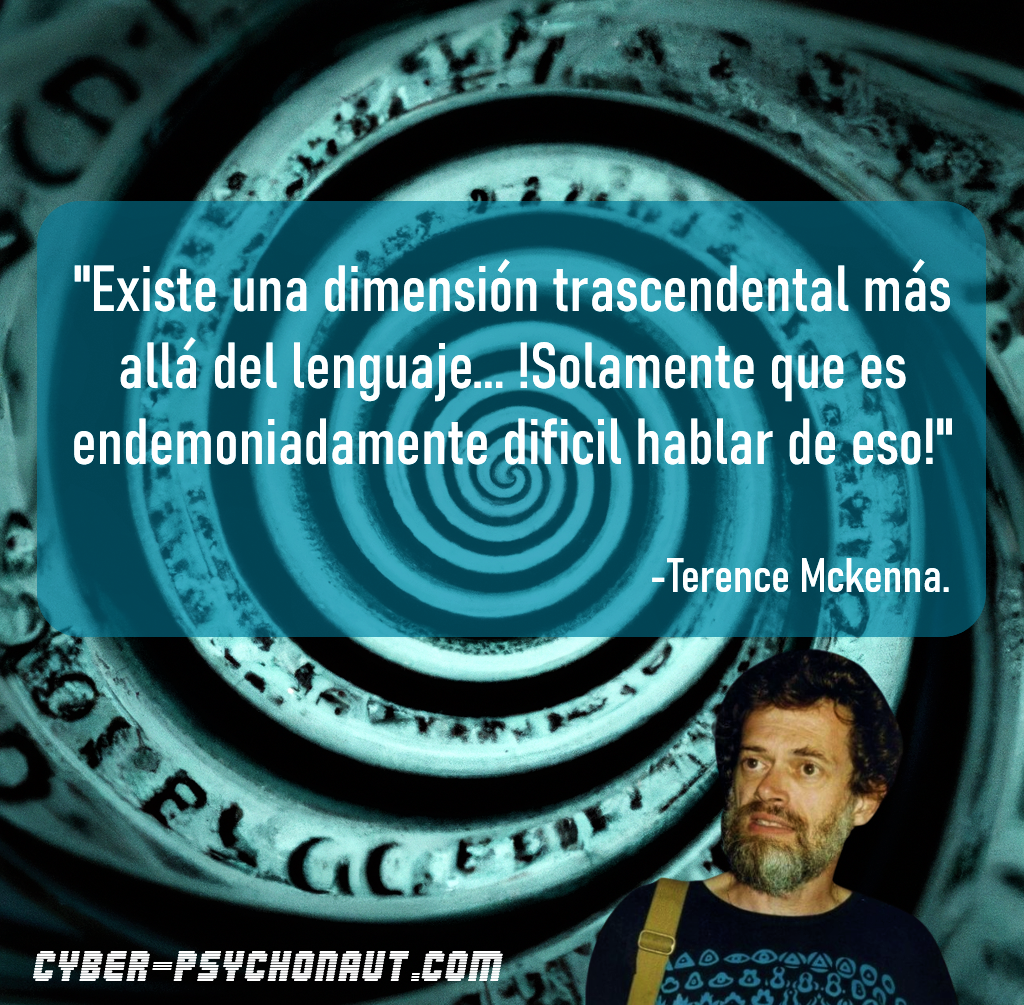 "Existe una dimensión trascendental más
allá del lenguaje... !Solamente que es
endemoniadamente dificil hablar de eso!"
-Terence Mckenna.
CYBER-PSYCHONAUT.COM